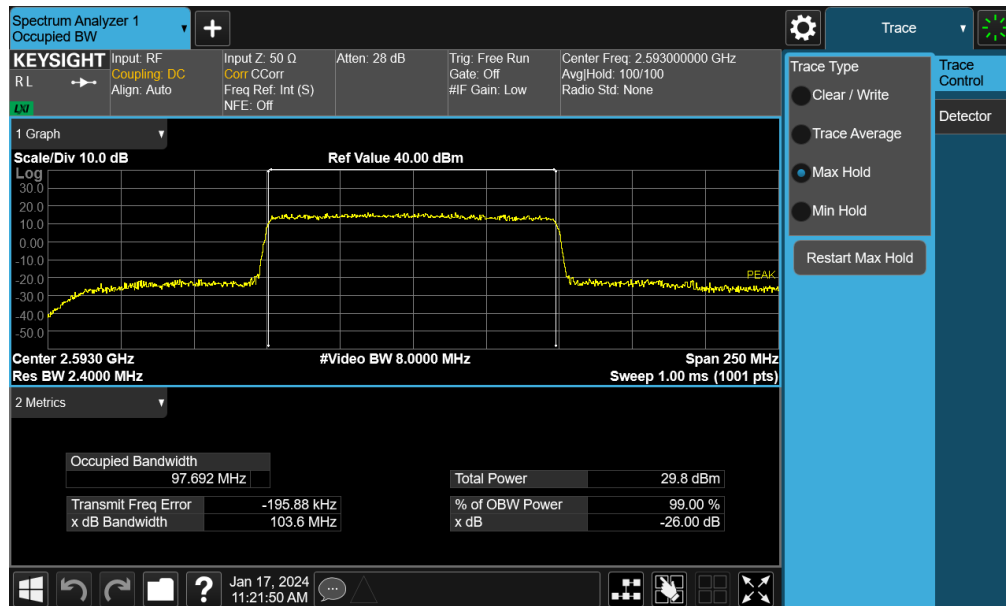 Spectrum Analyzer 1
Occupied BW
+
Trace
KEYSIGHT
R L
LXI
Input: RF
Coupling: DC
Align: Auto
Input Z: 50 Ω
Corr CCorr
Freq Ref: Int (S)
NFE: Off
Atten: 28 dB
Trig: Free Run
Gate: Off
#IF Gain: Low
Center Freq: 2.593000000 GHz
Avg|Hold: 100/100
Radio Std: None
Trace Type
Clear / Write
Trace Average
Max Hold
Min Hold
Restart Max Hold
Trace
Control
Detector
1 Graph
Scale/Div 10.0 dB
Ref Value 40.00 dBm
Log
30.0
20.0
10.0
0.00
-10.0
-20.0
-30.0
-40.0
-50.0
PEAK
Center 2.5930 GHz
#Video BW 8.0000 MHz
Span 250 MHz
Res BW 2.4000 MHz
Sweep 1.00 ms (1001 pts)
2 Metrics
Occupied Bandwidth
97.692 MHz
Total Power 29.8 dBm
Transmit Freq Error -195.88 kHz
% of OBW Power 99.00 %
x dB Bandwidth 103.6 MHz
x dB -26.00 dB
?
Jan 17, 2024
11:21:50 AM